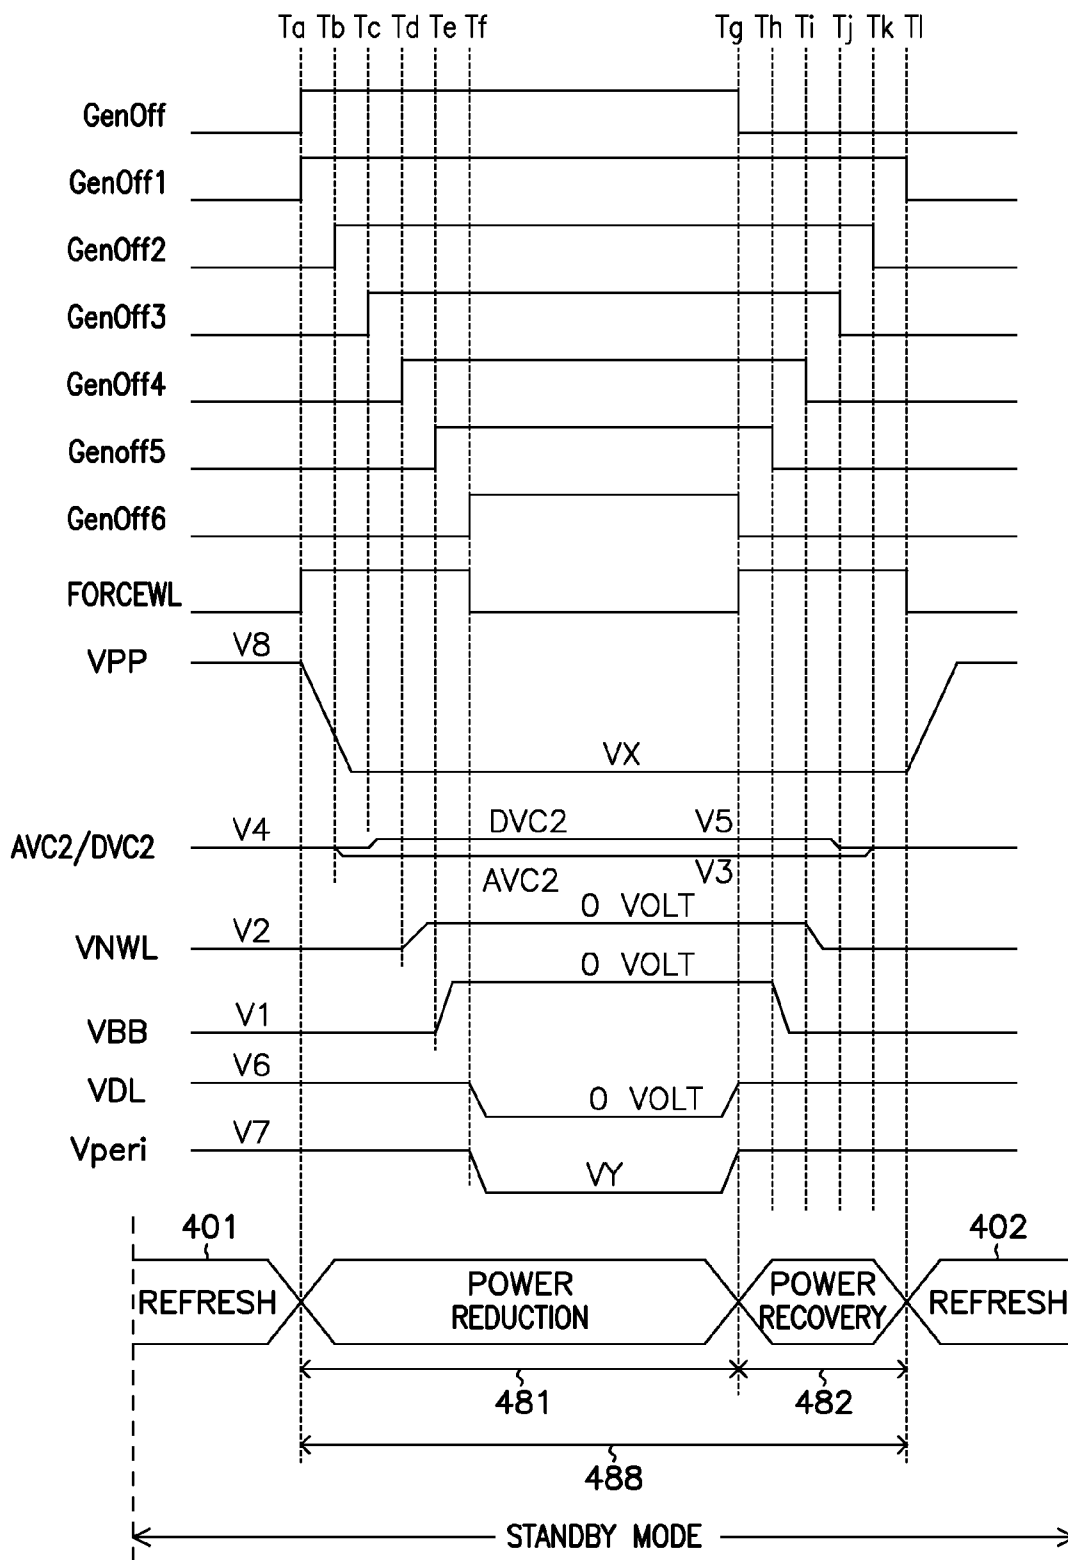 Ta Tb Tc Td Te Tf Tg Th Ti Tj Tk Tl
GenOff
GenOff1
GenOff2
GenOff3
GenOff4
Genoff5
GenOff6
FORCEWL
VPP V8
VX
AVC2/DVC2 V4 DVC2 V5
AVC2 V3
VNWL V2 0 VOLT
VBB V1 0 VOLT
VDL V6 0 VOLT
Vperi V7 VY
401 402
REFRESH POWER REDUCTION POWER RECOVERY REFRESH
481 482
488
STANDBY MODE